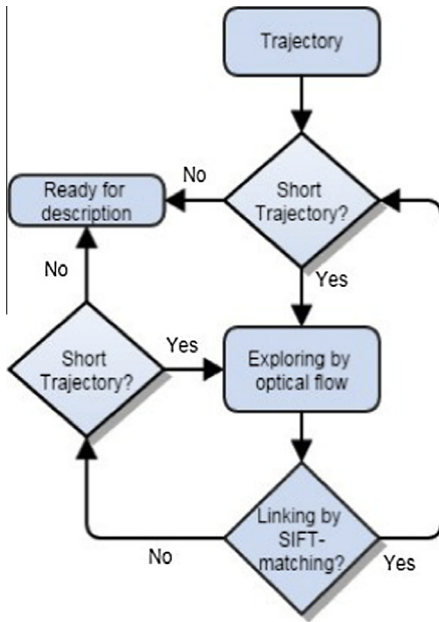 Trajectory
No
Ready for
description
Short
Trajectory?
No
Yes
Short
Trajectory?
Yes
Exploring by
optical flow
Linking by
SIFT-
matching?
No
Yes